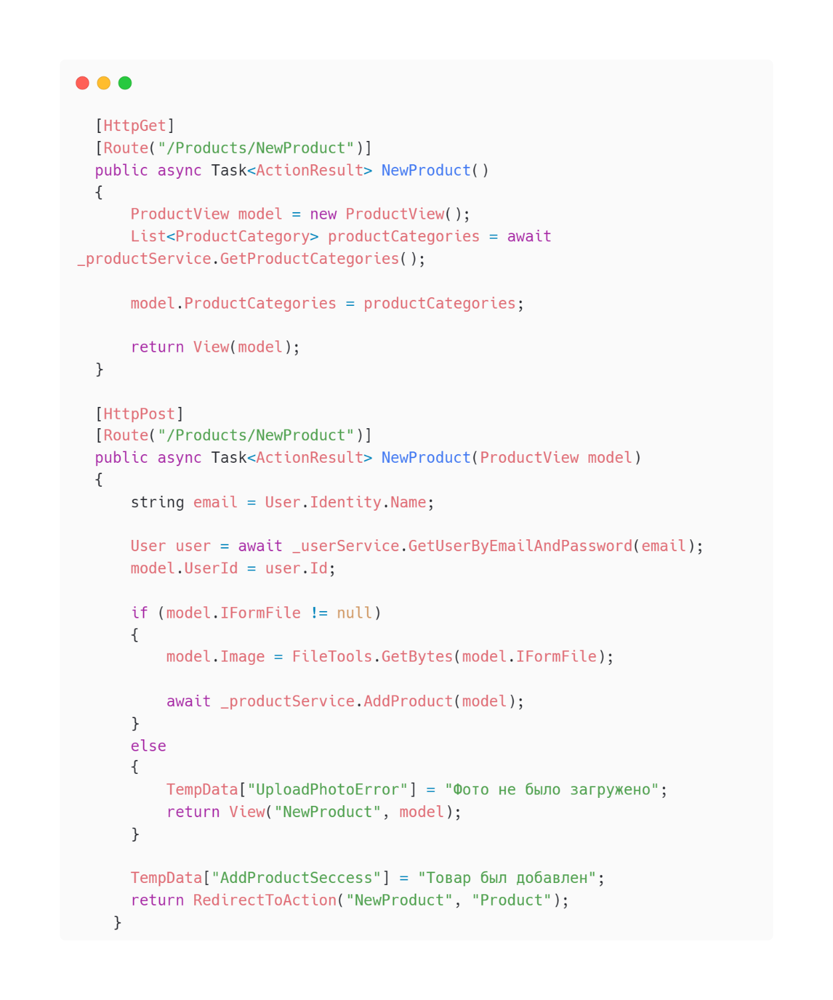 [HttpGet]
[Route("/Products/NewProduct")]
public async Task<ActionResult> NewProduct()
{
ProductView model = new ProductView();
List<ProductCategory> productCategories = await
_productService.GetProductCategories();
model.ProductCategories = productCategories;
return View(model);
}
[HttpPost]
[Route("/Products/NewProduct")]
public async Task<ActionResult> NewProduct(ProductView model)
{
string email = User.Identity.Name;
User user = await _userService.GetUserByEmailAndPassword(email);
model.UserId = user.Id;
if (model.IFormFile != null)
{
model.Image = FileTools.GetBytes(model.IFormFile);
await _productService.AddProduct(model);
}
else
{
TempData["UploadPhotoError"] = "Фото не было загружено";
return View("NewProduct", model);
}
TempData["AddProductSeccess"] = "Товар был добавлен";
return RedirectToAction("NewProduct", "Product");
}